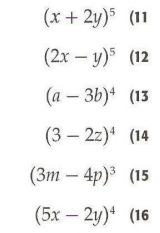 (x + 2y)⁵ (11
(2x − y)⁵ (12
(a − 3b)⁴ (13
(3 − 2z)⁴ (14
(3m − 4p)³ (15
(5x − 2y)⁴ (16